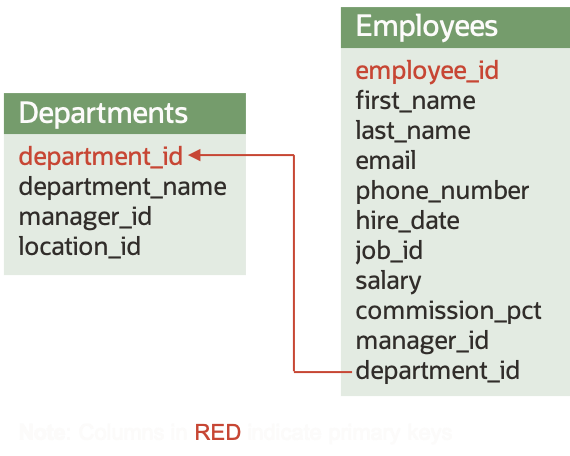 Departments
department_id
department_name
manager_id
location_id
Employees
employee_id
first_name
last_name
email
phone_number
hire_date
job_id
salary
commission_pct
manager_id
department_id
Note: Columns in RED indicate primary keys